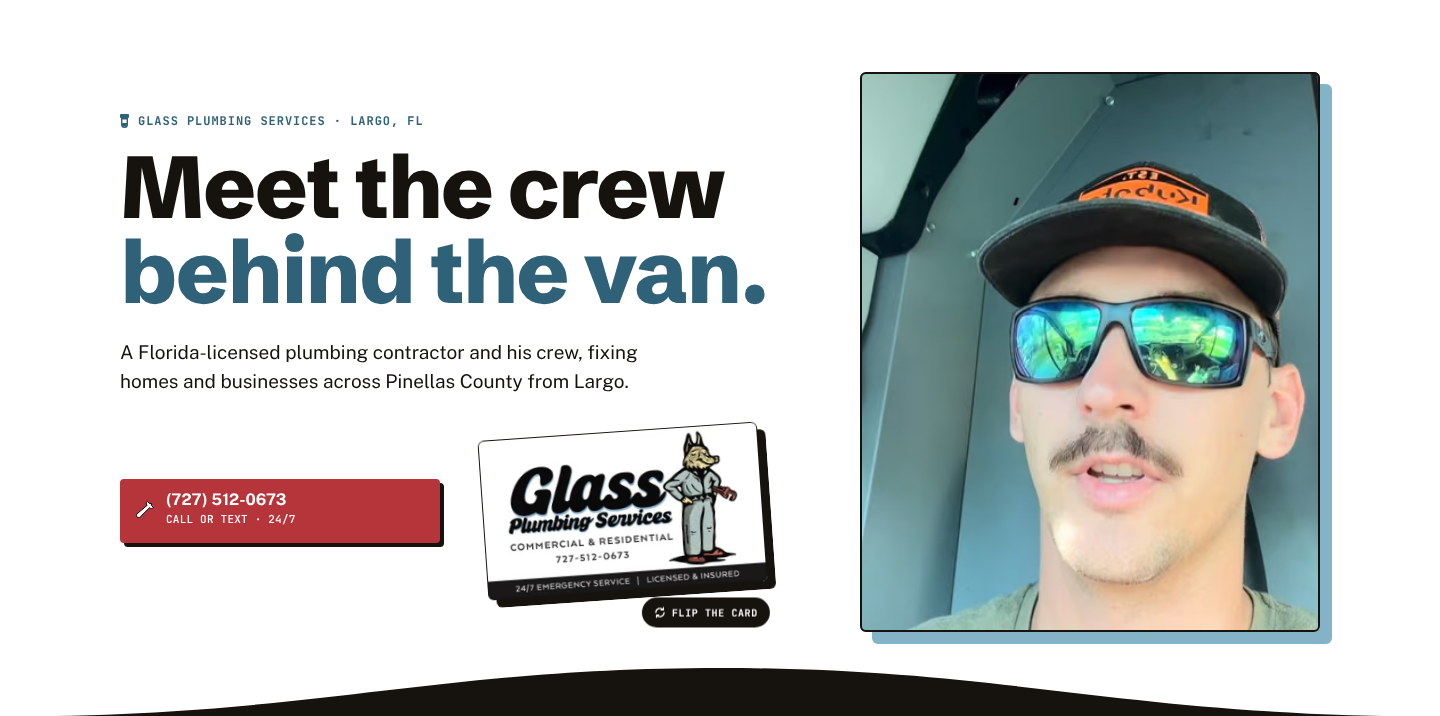 GLASS PLUMBING SERVICES · LARGO, FL
Meet the crew
behind the van.
A Florida-licensed plumbing contractor and his crew, fixing
homes and businesses across Pinellas County from Largo.
(727) 512-0673
CALL OR TEXT · 24/7
Glass
Plumbing Services
COMMERCIAL & RESIDENTIAL
727-512-0673
24/7 EMERGENCY SERVICE | LICENSED & INSURED
FLIP THE CARD
EST.
Kubota